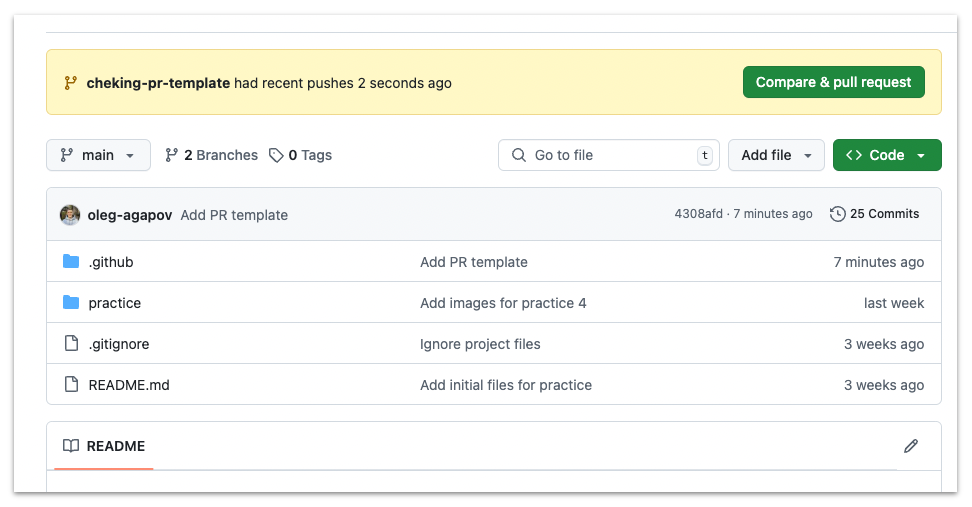 cheking-pr-template had recent pushes 2 seconds ago
Compare & pull request
main
2 Branches
0 Tags
Go to file
t
Add file
Code
oleg-agapov Add PR template
4308afd · 7 minutes ago
25 Commits
.github
Add PR template
7 minutes ago
practice
Add images for practice 4
last week
.gitignore
Ignore project files
3 weeks ago
README.md
Add initial files for practice
3 weeks ago
README